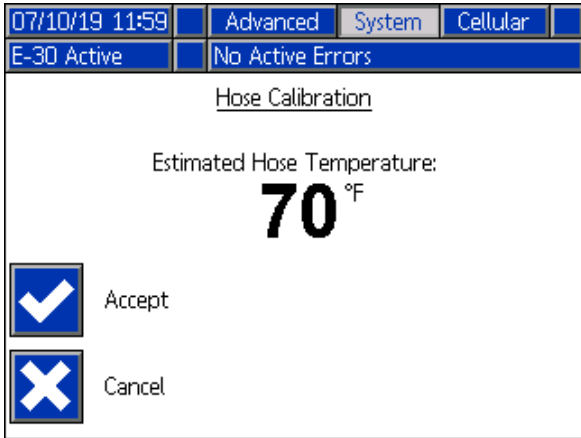 07/10/19 11:59 Advanced System Cellular
E-30 Active No Active Errors
Hose Calibration
Estimated Hose Temperature:
70 °F
Accept
Cancel